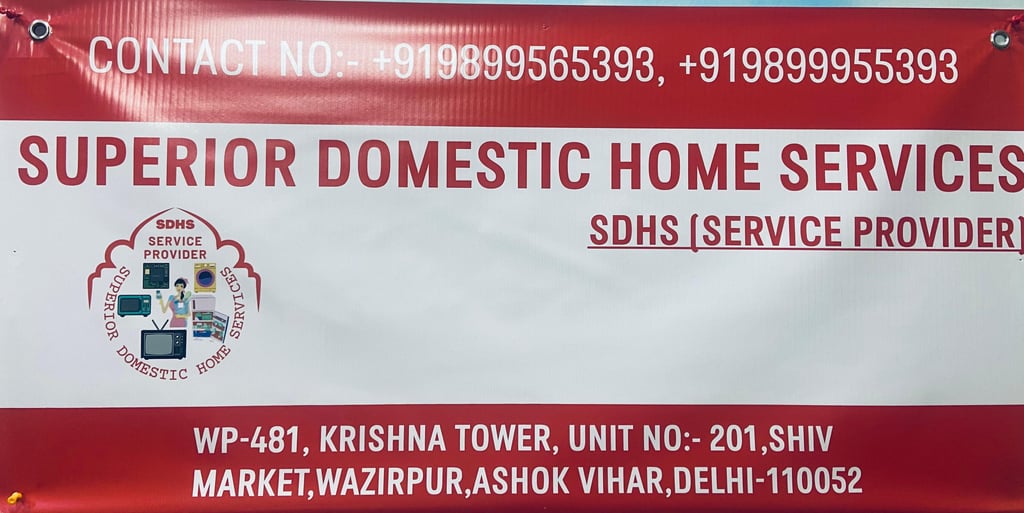 CONTACT NO:- +919899565393, +919899955393
SUPERIOR DOMESTIC HOME SERVICES
SDHS (SERVICE PROVIDER)
SDHS
SERVICE
PROVIDER
SUPERIOR DOMESTIC HOME SERVICES
WP-481, KRISHNA TOWER, UNIT NO:- 201,SHIV
MARKET,WAZIRPUR,ASHOK VIHAR,DELHI-110052